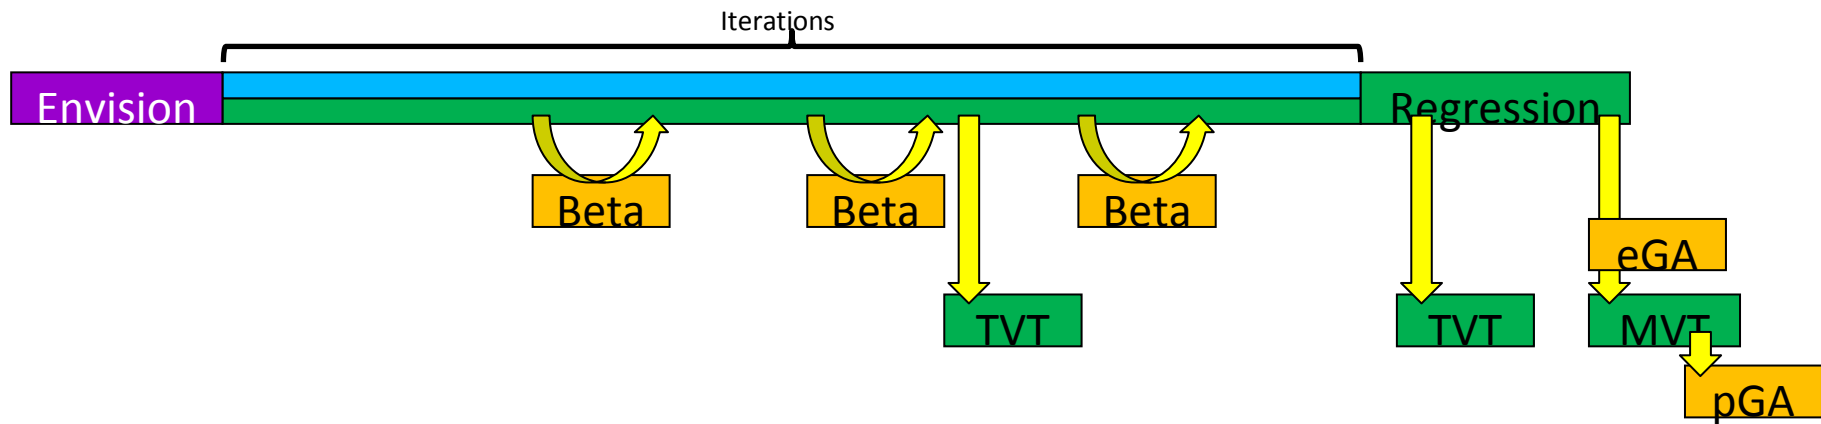 Iterations
Envision
Regression
Beta
Beta
Beta
eGA
TVT
TVT
MVT
pGA